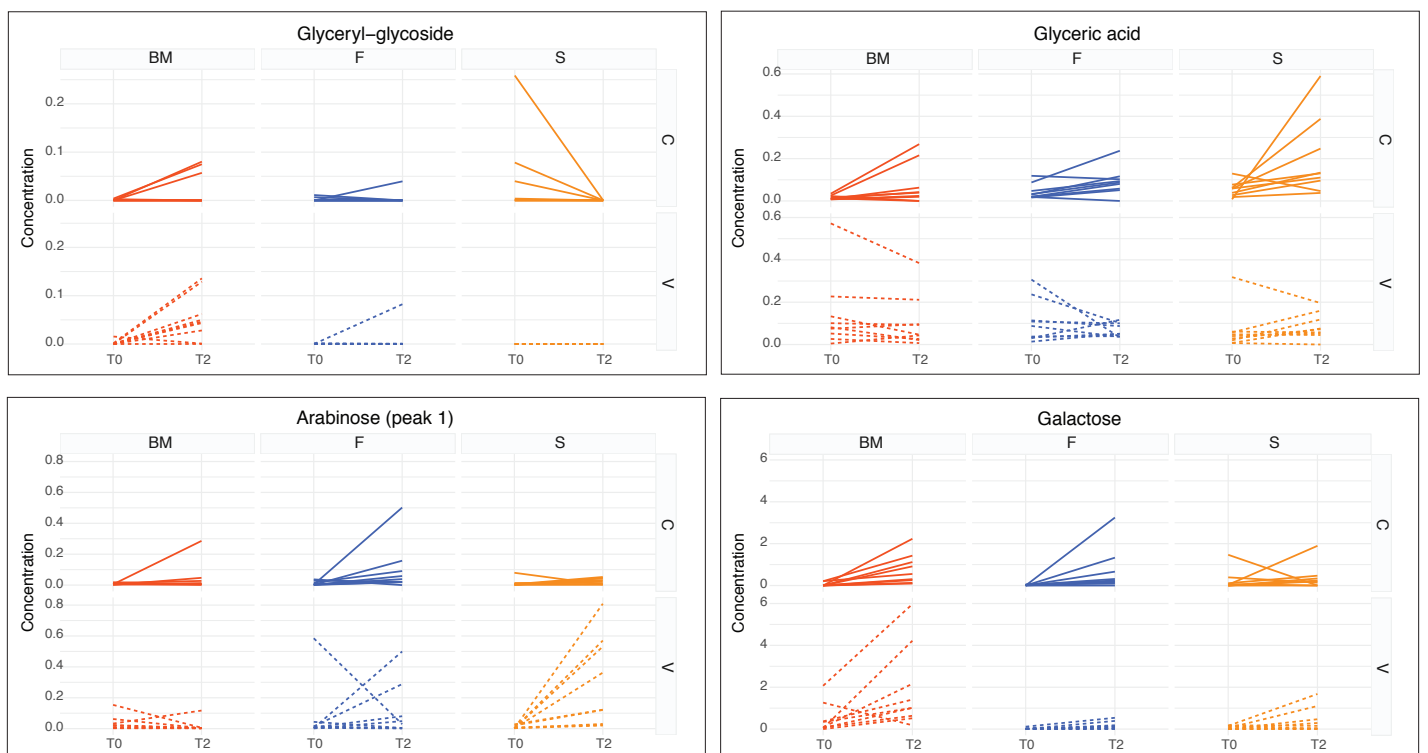 Glyceryl−glycoside
BM F S
0.2
0.1
0.0
C
0.2
0.1
0.0
V
Concentration
T0 T2 T0 T2 T0 T2
Glyceric acid
BM F S
0.6
0.4
0.2
0.0
C
0.6
0.4
0.2
0.0
V
Concentration
T0 T2 T0 T2 T0 T2
Arabinose (peak 1)
BM F S
0.8
0.6
0.4
0.2
0.0
C
0.8
0.6
0.4
0.2
0.0
V
Concentration
T0 T2 T0 T2 T0 T2
Galactose
BM F S
6
4
2
0
C
6
4
2
0
V
Concentration
T0 T2 T0 T2 T0 T2